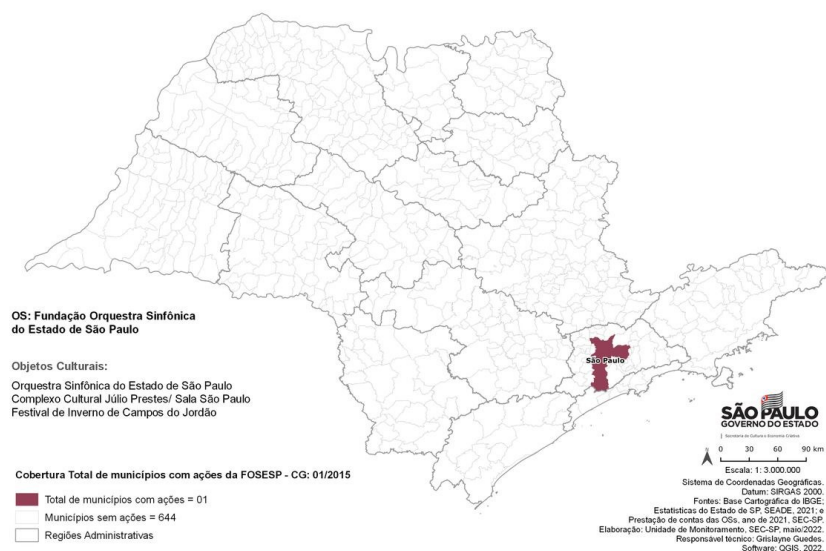 São Paulo
OS: Fundação Orquestra Sinfônica
do Estado de São Paulo
Objetos Culturais:
Orquestra Sinfônica do Estado de São Paulo
Complexo Cultural Júlio Prestes/ Sala São Paulo
Festival de Inverno de Campos do Jordão
Cobertura Total de municípios com ações da FOSESP - CG: 01/2015
Total de municípios com ações = 01
Municípios sem ações = 644
Regiões Administrativas
SÃO PAULO
GOVERNO DO ESTADO
Secretaria de Cultura e Economia Criativa
N
0 30 60 90 km
Escala: 1: 3.000.000
Sistema de Coordenadas Geográficas.
Datum: SIRGAS 2000.
Fontes: Base Cartográfica do IBGE;
Estatísticas do Estado de SP, SEADE, 2021; e
Prestação de contas das OSs, ano de 2021, SEC-SP.
Elaboração: Unidade de Monitoramento, SEC-SP, maio/2022.
Responsável técnico: Grislayne Guedes.
Software: QGIS, 2022.